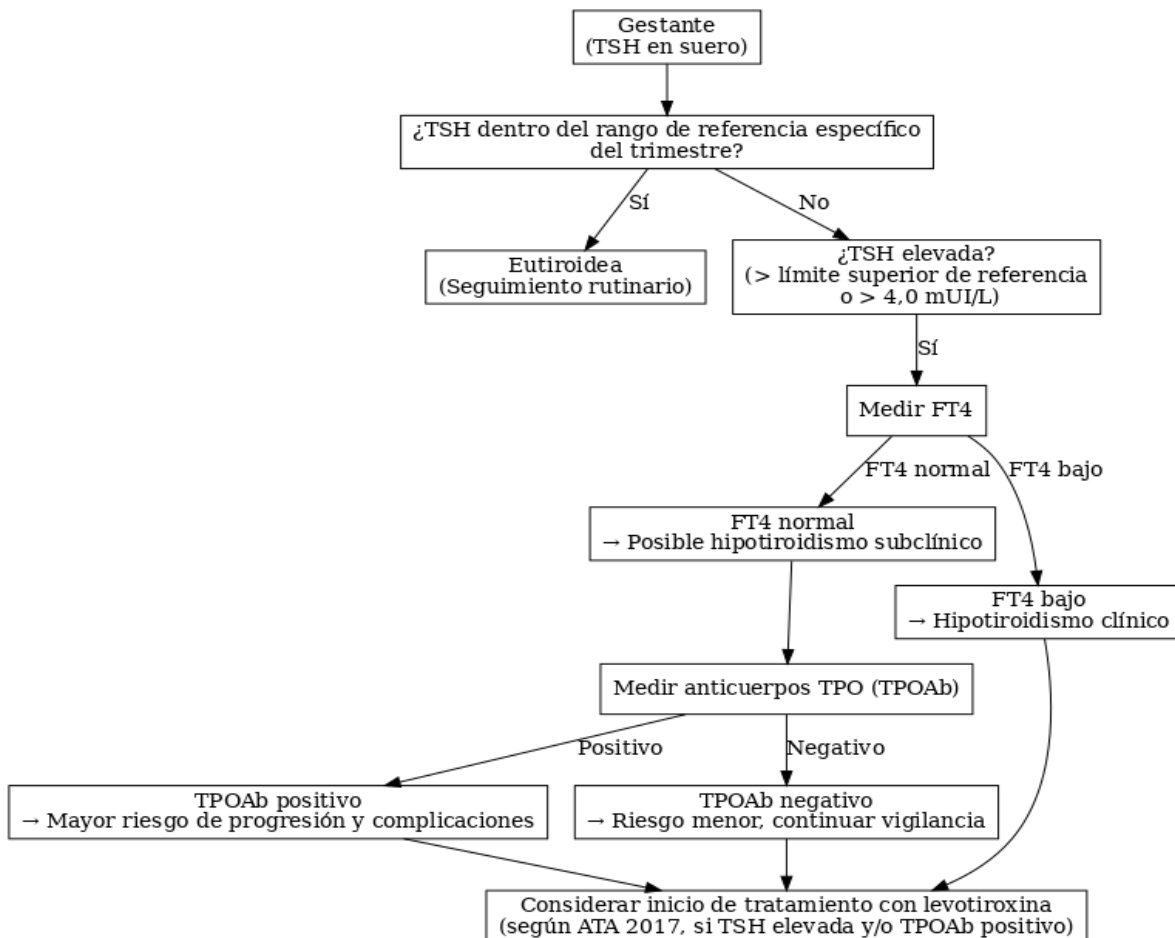 Gestante
(TSH en suero)
¿TSH dentro del rango de referencia específico
del trimestre?
Sí
No
Eutiroidea
(Seguimiento rutinario)
¿TSH elevada?
(> límite superior de referencia
o > 4,0 mUI/L)
Sí
Medir FT4
FT4 normal
FT4 bajo
FT4 normal
→ Posible hipotiroidismo subclínico
FT4 bajo
→ Hipotiroidismo clínico
Medir anticuerpos TPO (TPOAb)
Positivo
Negativo
TPOAb positivo
→ Mayor riesgo de progresión y complicaciones
TPOAb negativo
→ Riesgo menor, continuar vigilancia
Considerar inicio de tratamiento con levotiroxina
(según ATA 2017, si TSH elevada y/o TPOAb positivo)